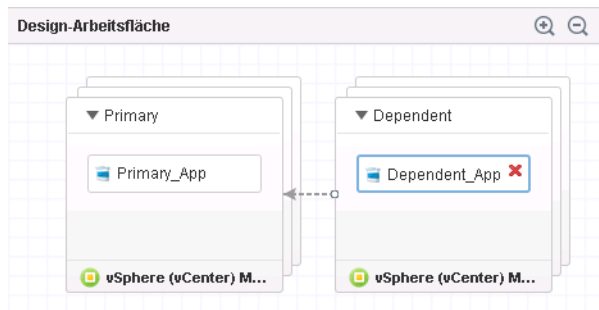 Design-Arbeitsfläche
Primary
Dependent
Primary_App
Dependent_App
vSphere (vCenter) M...
vSphere (vCenter) M...